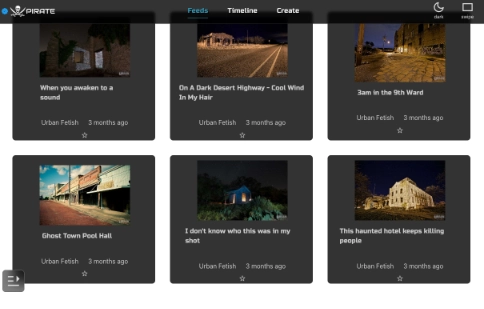 PIRATE
Feeds
Timeline
Create
dark
swipe
When you awaken to a
sound
Urban Fetish 3 months ago
On A Dark Desert Highway - Cool Wind
In My Hair
Urban Fetish 3 months ago
3am in the 9th Ward
Urban Fetish 3 months ago
Ghost Town Pool Hall
Urban Fetish 3 months ago
I don't know who this was in my
shot
Urban Fetish 3 months ago
This haunted hotel keeps killing
people
Urban Fetish 3 months ago